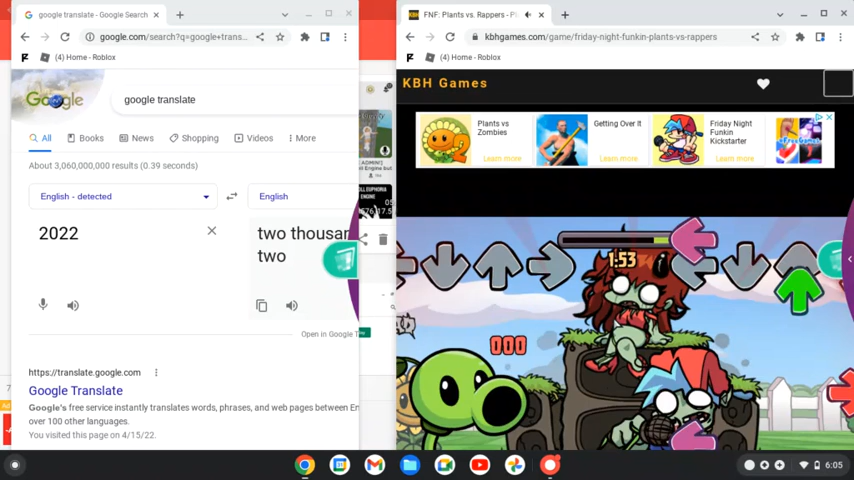 google translate - Google Search
google.com/search?q=google+trans...
(4) Home - Roblox
Google
google translate
All
Books
News
Shopping
Videos
More
About 3,060,000,000 results (0.39 seconds)
English - detected
English
2022
two thousan
two
Open in Google T
https://translate.google.com
Google Translate
Google's free service instantly translates words, phrases, and web pages between En
over 100 other languages.
You visited this page on 4/15/22.
FNF: Plants vs. Rappers - Pl
kbhgames.com/game/friday-night-funkin-plants-vs-rappers
(4) Home - Roblox
KBH Games
Plants vs
Zombies
Learn more
Getting Over It
Learn more
Friday Night
Funkin
Kickstarter
Learn more
1:53
000
6:05